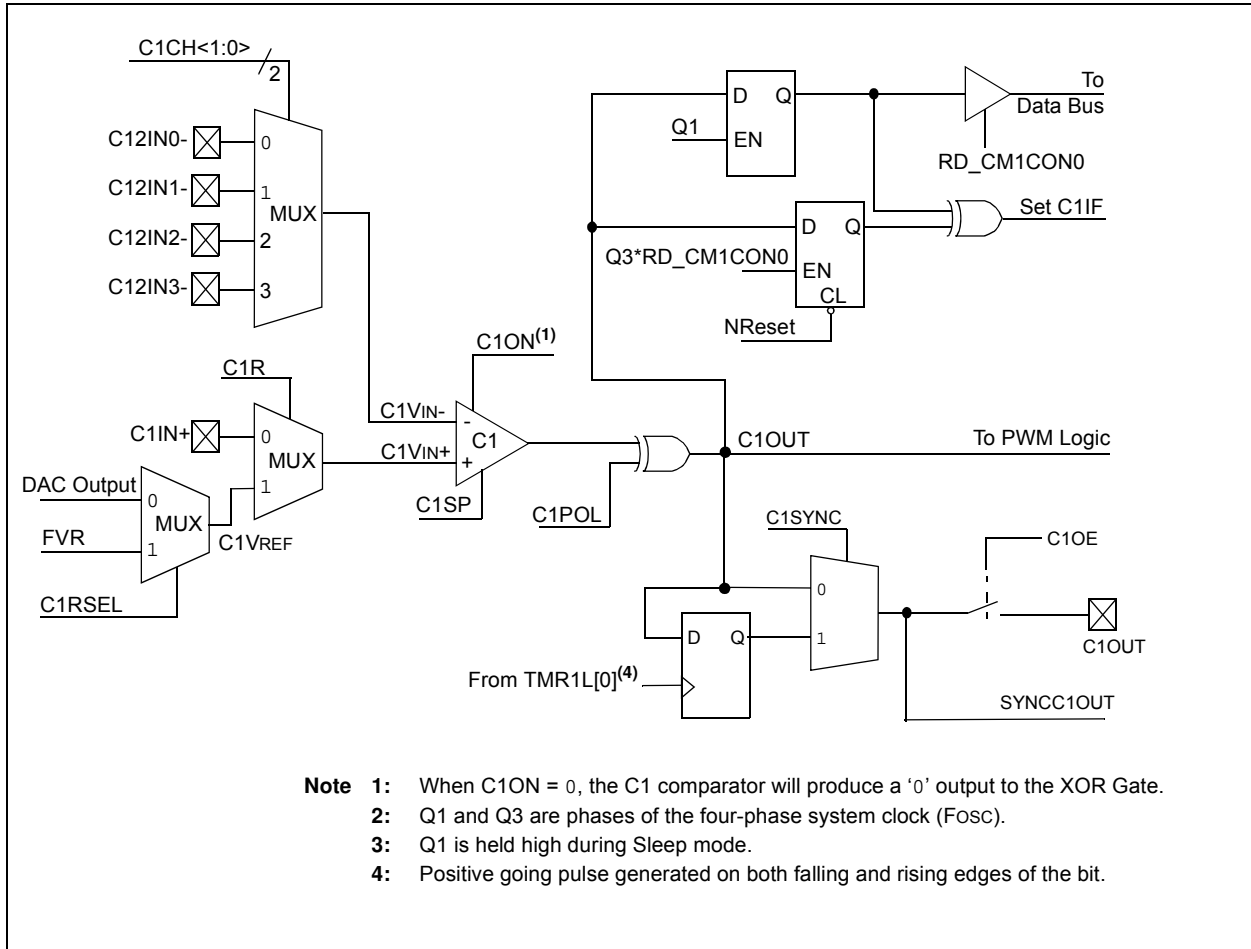 C1CH<1:0>
2
C12IN0-
0
C12IN1-
1
MUX
C12IN2-
2
C12IN3-
3
D Q
Q1
EN
To
Data Bus
RD_CM1CON0
D Q
Q3*RD_CM1CON0
EN
CL
NReset
Set C1IF
C1ON(1)
C1R
C1IN+
0
MUX
1
C1VIN-
-
C1
C1VIN+
+
C1SP
DAC Output
0
MUX
FVR
1
C1VREF
C1RSEL
C1POL
C1OUT
To PWM Logic
C1SYNC
C1OE
0
D Q
1
C1OUT
From TMR1L[0](4)
SYNCC1OUT
Note 1: When C1ON = 0, the C1 comparator will produce a ‘0’ output to the XOR Gate.
2: Q1 and Q3 are phases of the four-phase system clock (FOSC).
3: Q1 is held high during Sleep mode.
4: Positive going pulse generated on both falling and rising edges of the bit.